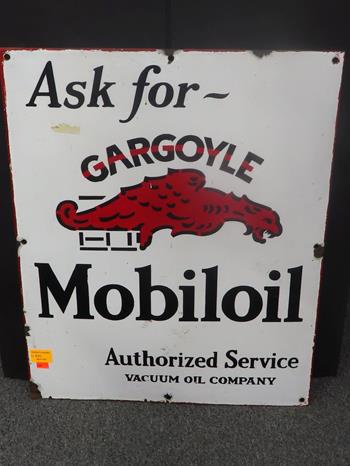 Ask for~
GARGOYLE
Mobiloil
Authorized Service
VACUUM OIL COMPANY